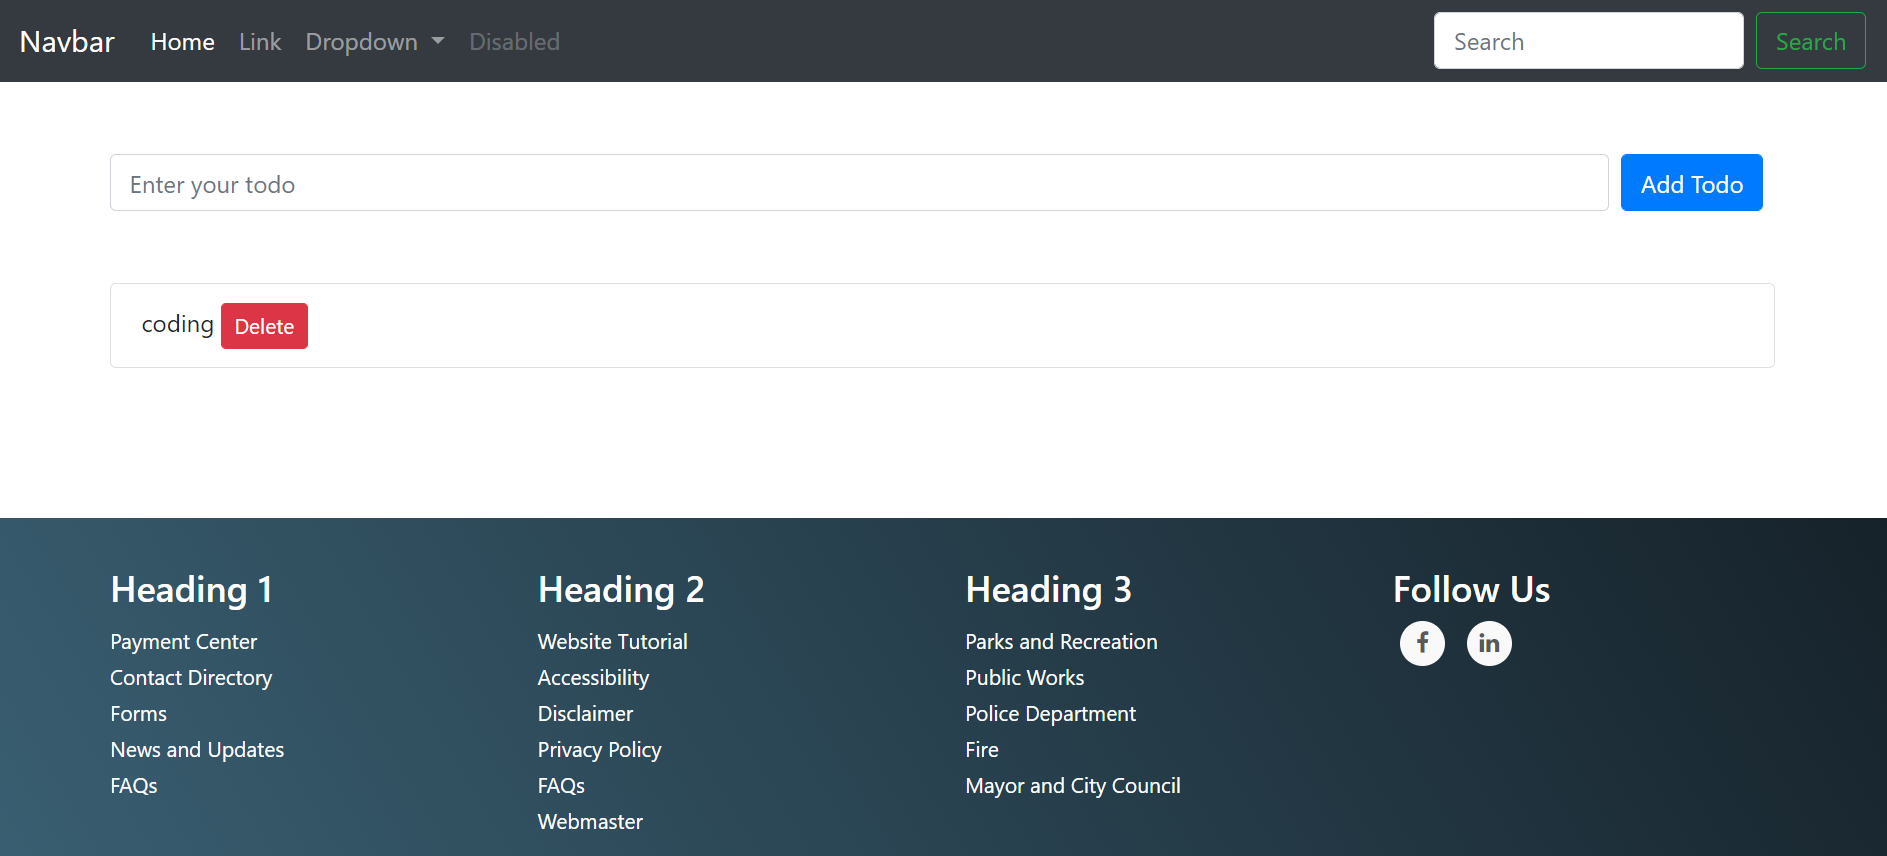 Navbar Home Link Dropdown Disabled Search Search
Enter your todo Add Todo
coding Delete
Heading 1
Payment Center
Contact Directory
Forms
News and Updates
FAQs
Heading 2
Website Tutorial
Accessibility
Disclaimer
Privacy Policy
FAQs
Webmaster
Heading 3
Parks and Recreation
Public Works
Police Department
Fire
Mayor and City Council
Follow Us
f in